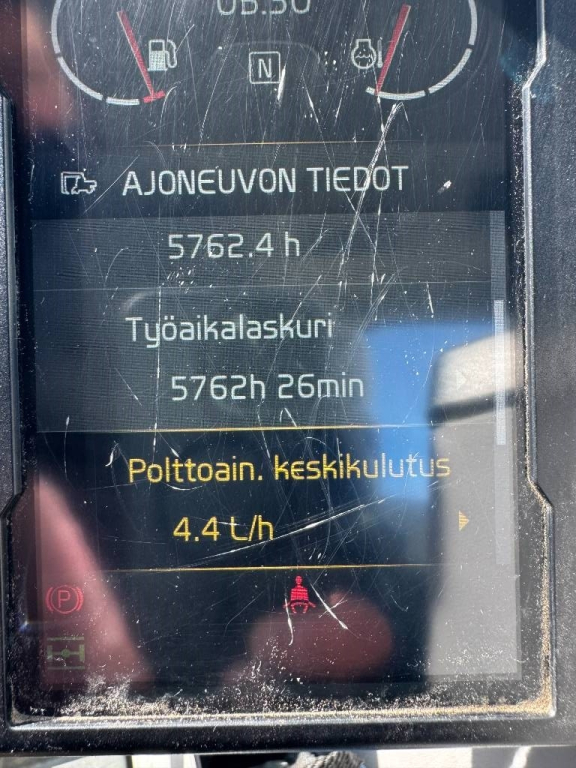 N
AJONEUVON TIEDOT
5762.4 h
Työaikalaskuri
5762h 26min
Polttoain. keskikulutus
4.4 L/h
P